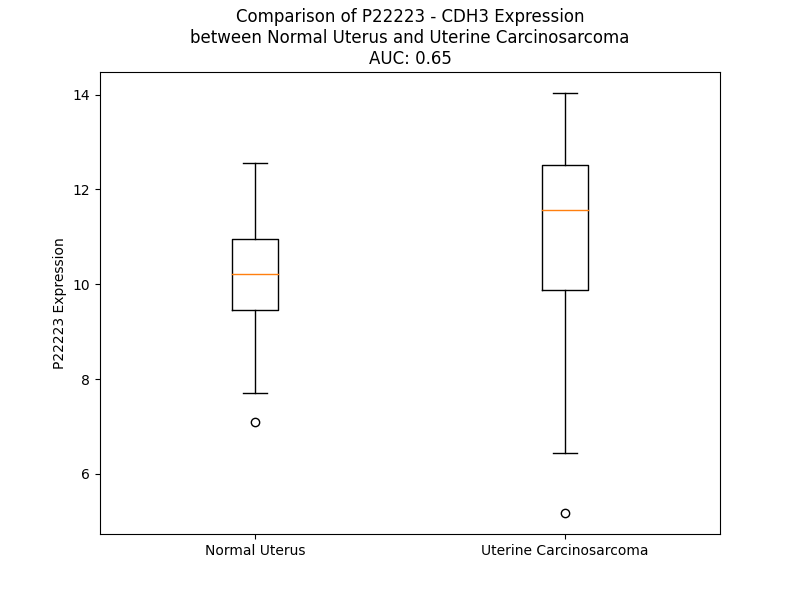 Comparison of P22223 - CDH3 Expression
between Normal Uterus and Uterine Carcinosarcoma
AUC: 0.65
14
12
10
8
6
P22223 Expression
Normal Uterus
Uterine Carcinosarcoma